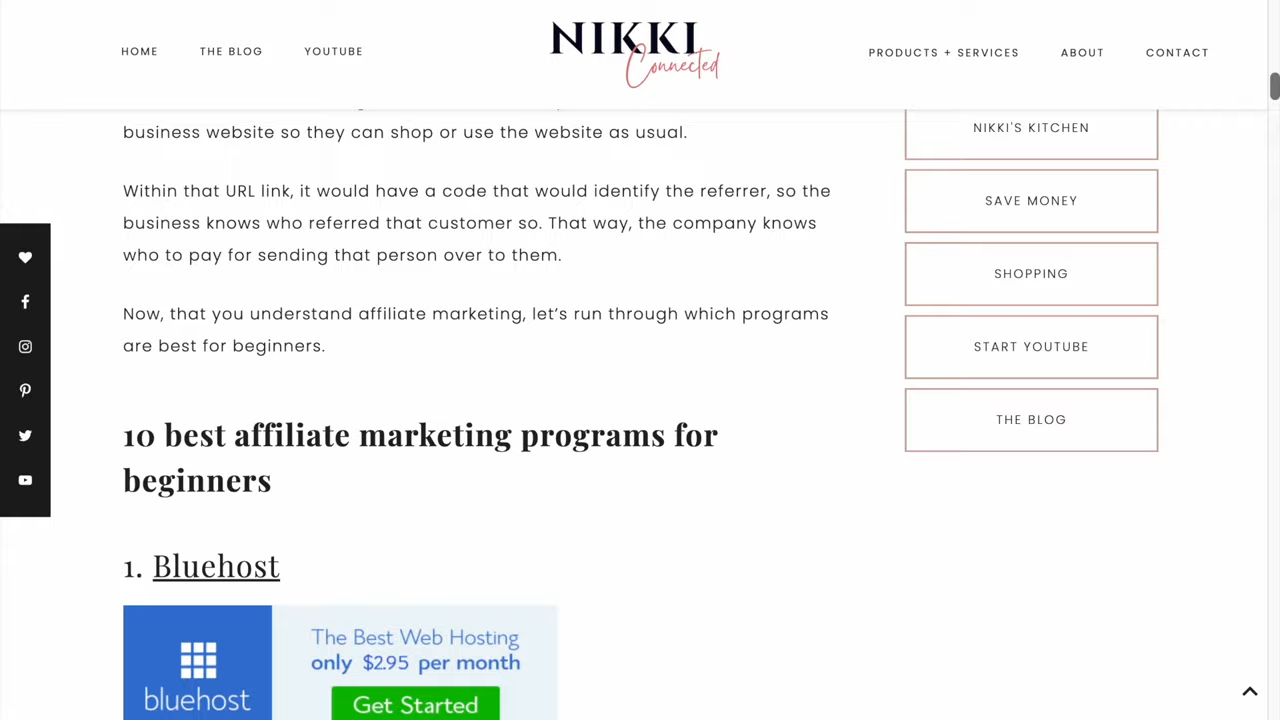 HOME
THE BLOG
YOUTUBE
NIKKI
Connected
PRODUCTS + SERVICES
ABOUT
CONTACT
business website so they can shop or use the website as usual.
Within that URL link, it would have a code that would identify the referrer, so the
business knows who referred that customer so. That way, the company knows
who to pay for sending that person over to them.
Now, that you understand affiliate marketing, let's run through which programs
are best for beginners.
10 best affiliate marketing programs for
beginners
1. Bluehost
bluehost
The Best Web Hosting
only $2.95 per month
Get Started
NIKKI'S KITCHEN
SAVE MONEY
SHOPPING
START YOUTUBE
THE BLOG